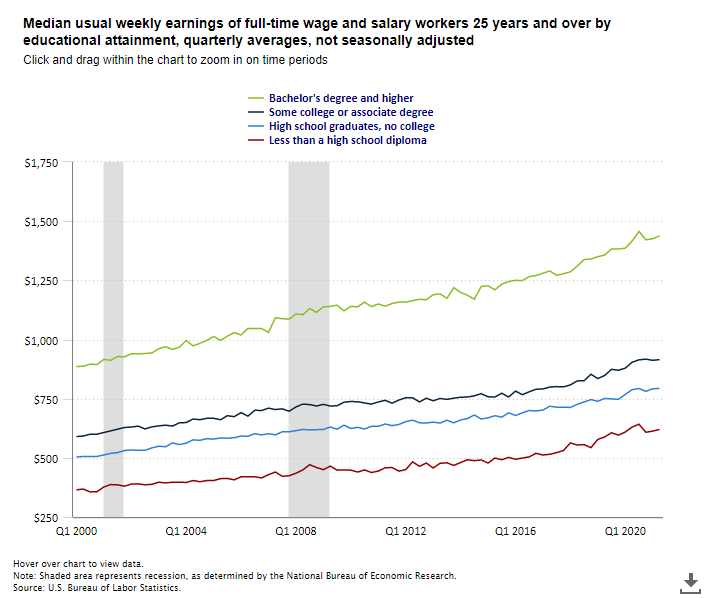 Median usual weekly earnings of full-time wage and salary workers 25 years and over by
educational attainment, quarterly averages, not seasonally adjusted
Click and drag within the chart to zoom in on time periods
Bachelor's degree and higher
Some college or associate degree
High school graduates, no college
Less than a high school diploma
$1,750
$1,500
$1,250
$1,000
$750
$500
$250
Q1 2000
Q1 2004
Q1 2008
Q1 2012
Q1 2016
Q1 2020
Hover over chart to view data.
Note: Shaded area represents recession, as determined by the National Bureau of Economic Research.
Source: U.S. Bureau of Labor Statistics.